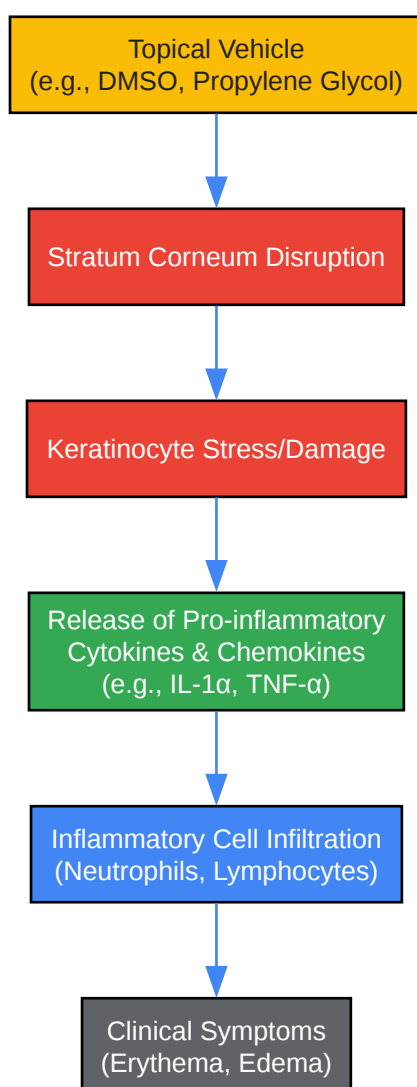 Topical Vehicle
(e.g., DMSO, Propylene Glycol)
Stratum Corneum Disruption
Keratinocyte Stress/Damage
Release of Pro-inflammatory
Cytokines & Chemokines
(e.g., IL-1α, TNF-α)
Inflammatory Cell Infiltration
(Neutrophils, Lymphocytes)
Clinical Symptoms
(Erythema, Edema)